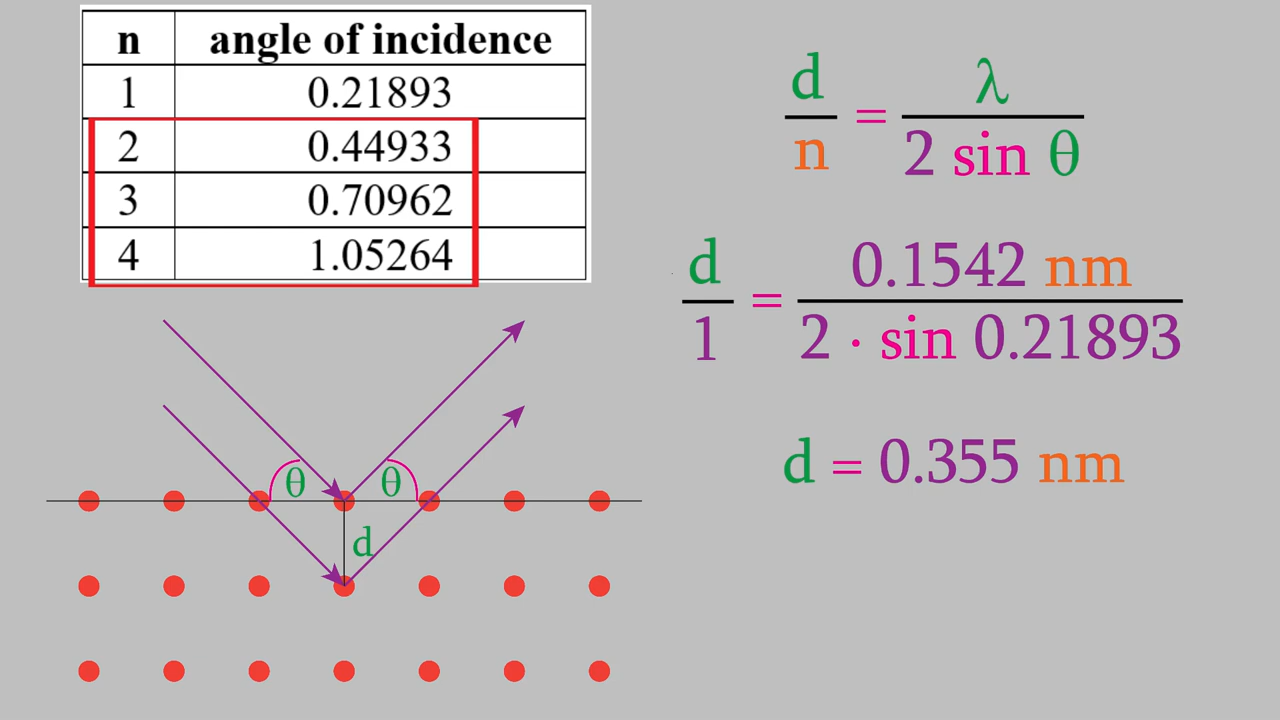 n angle of incidence
1 0.21893
2 0.44933
3 0.70962
4 1.05264
d/n = λ/2 sin θ
d/1 = 0.1542 nm/2 · sin 0.21893
d = 0.355 nm
θ θ
d